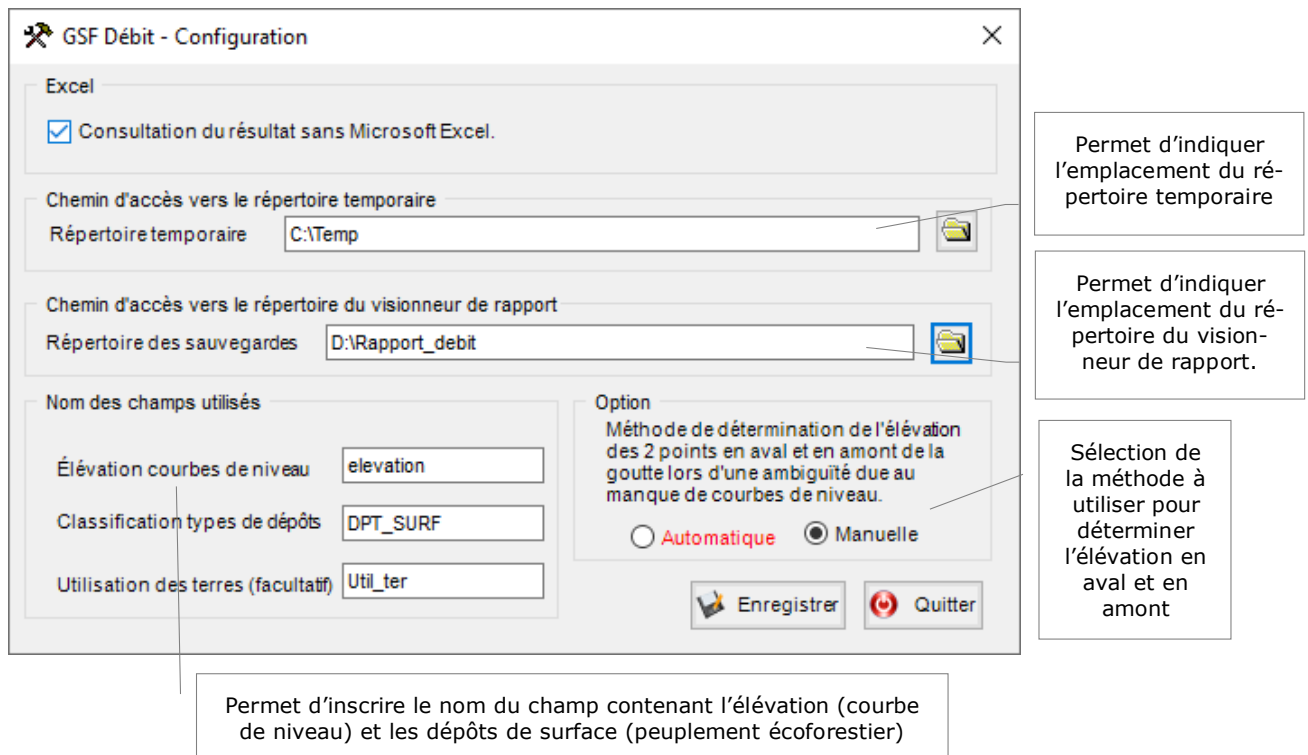 GSF Débit - Configuration
Excel
Consultation du résultat sans Microsoft Excel.
Chemin d'accès vers le répertoire temporaire
Répertoire temporaire
C:\Temp
Permet d’indiquer
l’emplacement du ré-
pertoire temporaire
Chemin d'accès vers le répertoire du visionneur de rapport
Répertoire des sauvegardes
D:\Rapport_debit
Permet d’indiquer
l’emplacement du ré-
pertoire du vision-
neur de rapport.
Nom des champs utilisés
Élévation courbes de niveau
elevation
Classification types de dépôts
DPT_SURF
Utilisation des terres (facultatif)
Util_ter
Option
Méthode de détermination de l'élévation
des 2 points en aval et en amont de la
goutte lors d'une ambiguïté due au
manque de courbes de niveau.
Automatique
Manuelle
Enregistrer
Quitter
Sélection de
la méthode à
utiliser pour
déterminer
l’élévation en
aval et en
amont
Permet d’inscrire le nom du champ contenant l’élévation (courbe
de niveau) et les dépôts de surface (peuplement écoforestier)